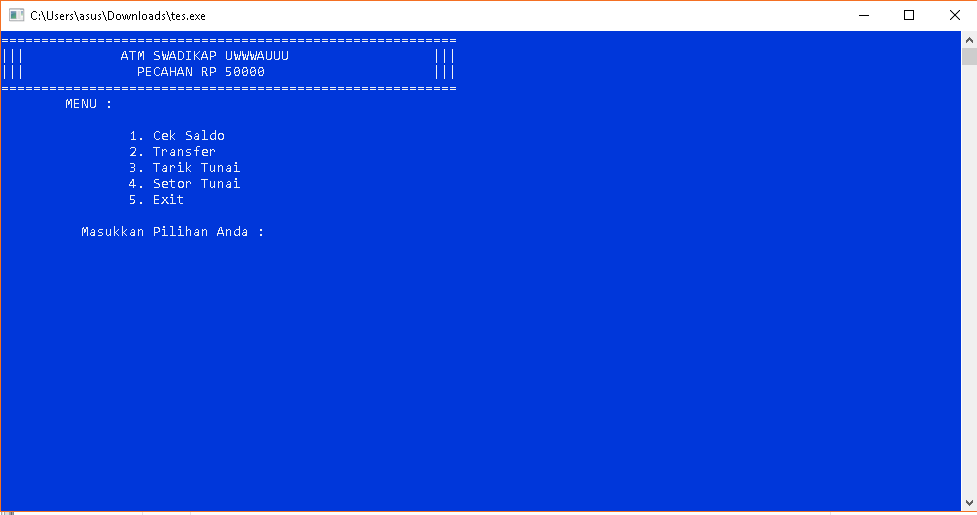 C:\Users\asus\Downloads\tes.exe
=========================================================
||| ATM SWADIKAP UWWWAUUU |||
||| PECAHAN RP 50000 |||
=========================================================
MENU :
1. Cek Saldo
2. Transfer
3. Tarik Tunai
4. Setor Tunai
5. Exit
Masukkan Pilihan Anda :